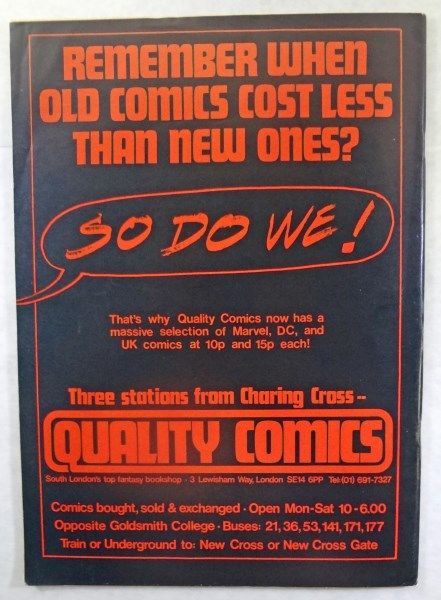 REMEMBER WHEN
OLD COMICS COST LESS
THAN NEW ONES?
SO DO WE!
That's why Quality Comics now has a
massive selection of Marvel, DC, and
UK comics at 10p and 15p each!
Three stations from Charing Cross --
QUALITY COMICS
South London's top fantasy bookshop · 3 Lewisham Way, London SE14 6PP Tel:(01) 691-7327
Comics bought, sold & exchanged · Open Mon-Sat 10-6.00
Opposite Goldsmith College · Buses: 21, 36, 53, 141, 171, 177
Train or Underground to: New Cross or New Cross Gate